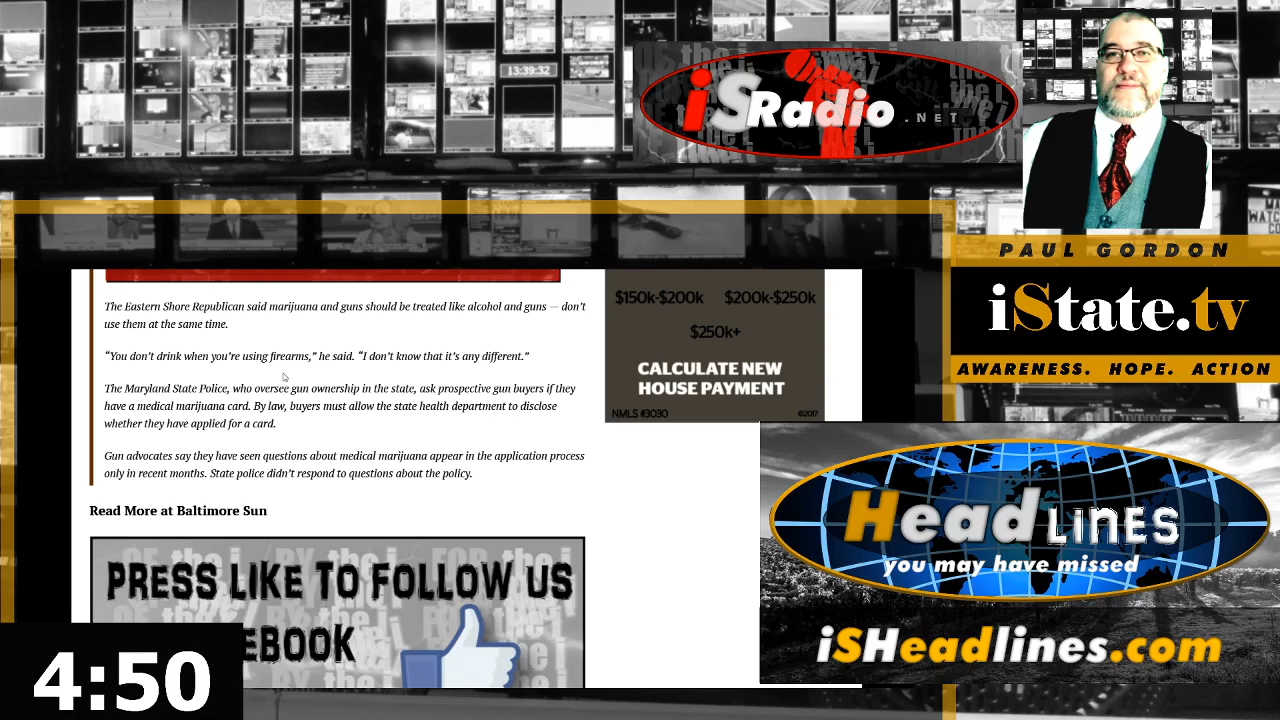 13:39:32
iSRadio.NET
PAUL GORDON
iState.tv
AWARENESS. HOPE. ACTION
The Eastern Shore Republican said marijuana and guns should be treated like alcohol and guns — don't
use them at the same time.
“You don't drink when you're using firearms,” he said. “I don't know that it's any different.”
The Maryland State Police, who oversee gun ownership in the state, ask prospective gun buyers if they
have a medical marijuana card. By law, buyers must allow the state health department to disclose
whether they have applied for a card.
Gun advocates say they have seen questions about medical marijuana appear in the application process
only in recent months. State police didn't respond to questions about the policy.
Read More at Baltimore Sun
$150k-$200k $200k-$250k
$250k+
CALCULATE NEW
HOUSE PAYMENT
NMLS #3030 ©2017
HeadLINES
you may have missed
iSHeadlines.com
OF the i BY the i FOR the i
PRESS LIKE TO FOLLOW US
EBOOK
4:50